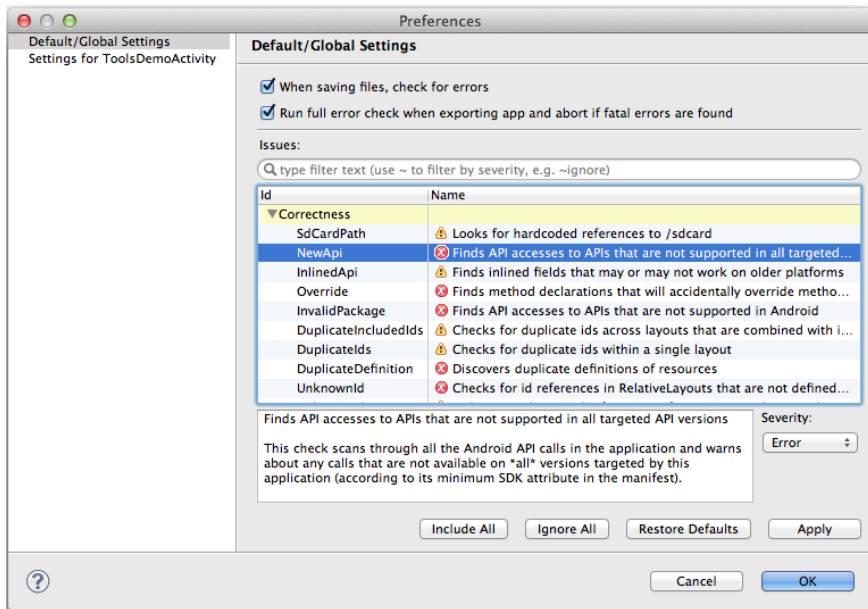 Preferences
Default/Global Settings
Settings for ToolsDemoActivity
Default/Global Settings
When saving files, check for errors
Run full error check when exporting app and abort if fatal errors are found
Issues:
type filter text (use ~ to filter by severity, e.g. ~ignore)
Id Name
Correctness
SdCardPath Looks for hardcoded references to /sdcard
NewApi Finds API accesses to APIs that are not supported in all targeted...
InlinedApi Finds inlined fields that may or may not work on older platforms
Override Finds method declarations that will accidentally override metho...
InvalidPackage Finds API accesses to APIs that are not supported in Android
DuplicateIncludedIds Checks for duplicate ids across layouts that are combined with i...
DuplicateIds Checks for duplicate ids within a single layout
DuplicateDefinition Discovers duplicate definitions of resources
UnknownId Checks for id references in RelativeLayouts that are not defined...
Finds API accesses to APIs that are not supported in all targeted API versions
This check scans through all the Android API calls in the application and warns
about any calls that are not available on *all* versions targeted by this
application (according to its minimum SDK attribute in the manifest).
Severity:
Error
Include All Ignore All Restore Defaults Apply
? Cancel OK